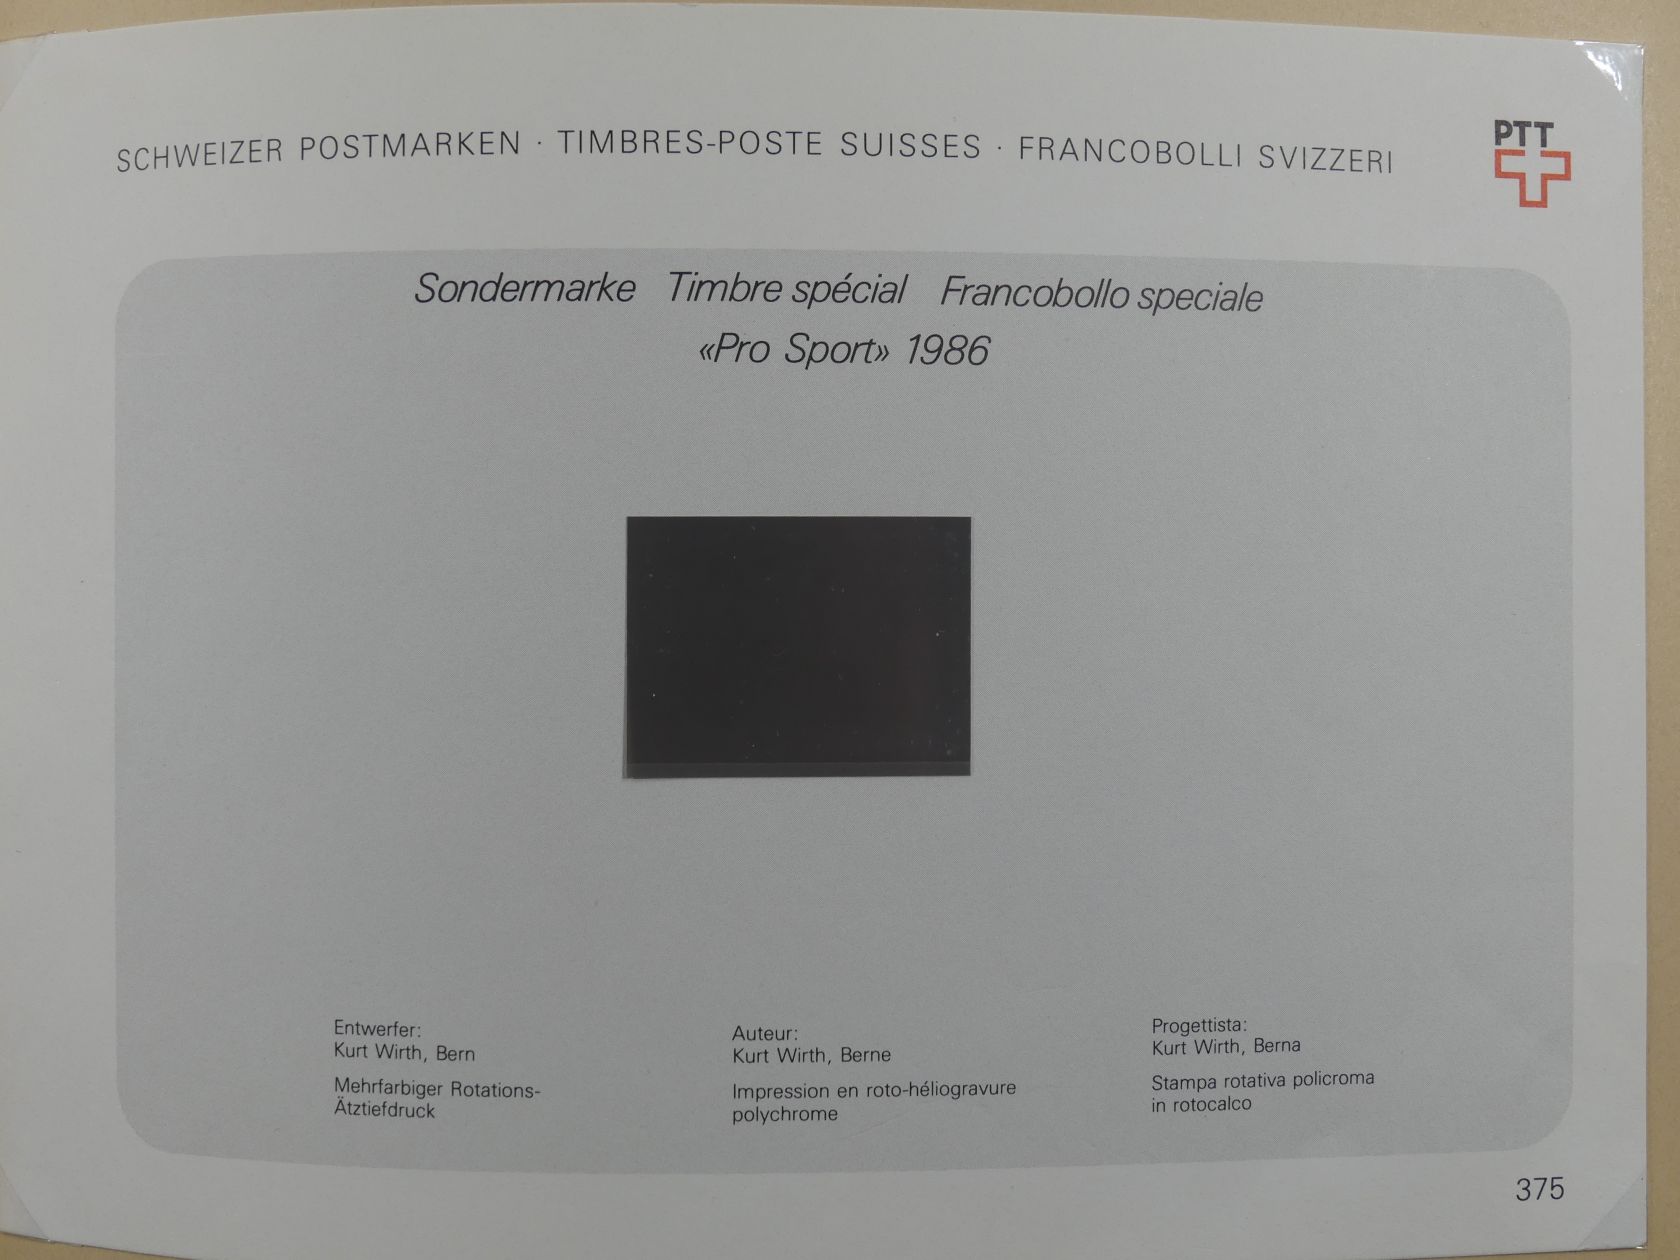 SCHWEIZER POSTMARKEN · TIMBRES-POSTE SUISSES · FRANCOBOLLI SVIZZERI
PTT
Sondermarke Timbre spécial Francobollo speciale
«Pro Sport» 1986
Entwerfer:
Kurt Wirth, Bern
Mehrfarbiger Rotations-
Ätztiefdruck
Auteur:
Kurt Wirth, Berne
Impression en roto-héliogravure
polychrome
Progettista:
Kurt Wirth, Berna
Stampa rotativa policroma
in rotocalco
375